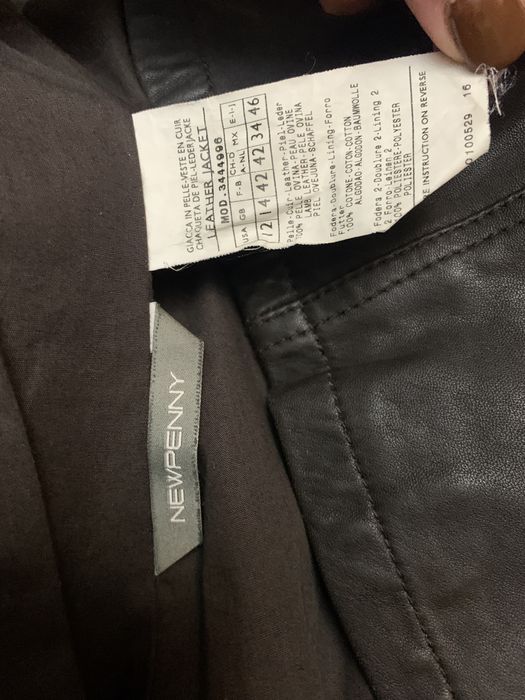 GIACCA IN PELLE-VESTE EN CUIR
CHAQUETA DE PIEL-LEDERJACKE
LEATHER JACKET
MOD. 3444996
USA GB F-B CH-D MX (E-I-)
A-NL
12 14 42 42 34 46
Pelle-Cuir-Leather-Piel-Leder
100% PELLE OVINA-PEAU OVINE
LAMB LEATHER-PELE OVINA
PIEL OVEJUNA-SCHAFFEL
Fodera-Doublure-Lining-Forro
Futter
100% COTONE-COTON-COTTON
ALGODAO-ALGODON-BAUMWOLLE
Fodera 2-Doublure 2-Lining 2
2 Forro-Leinan 2
100% POLIESTERE-POLYESTER
POLIESTER
E INSTRUCTION ON REVERSE
0100529 16
NEWPENNY